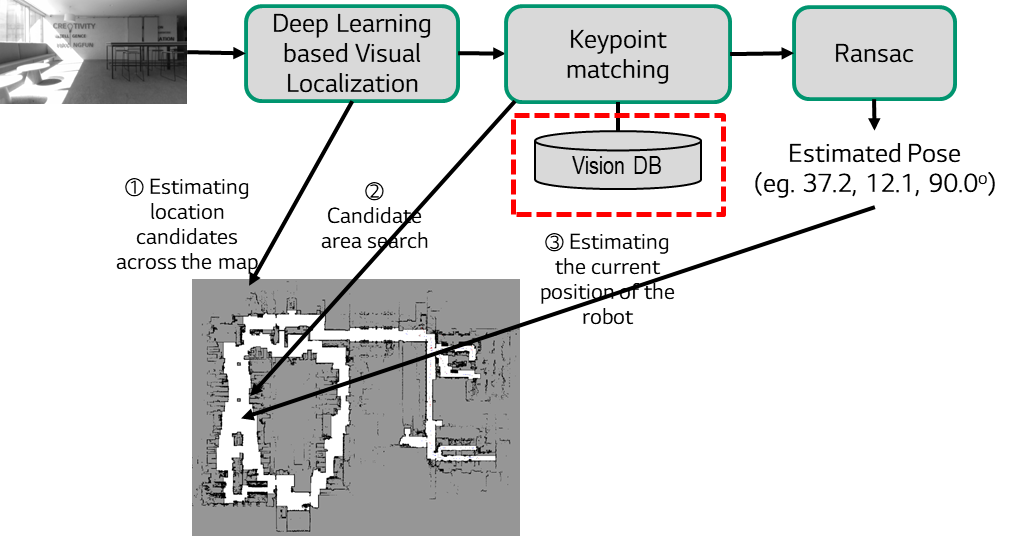 CREATIVITY
Deep Learning
based Visual
Localization
Keypoint
matching
Ransac
Vision DB
Estimated Pose
(eg. 37.2, 12.1, 90.0º)
① Estimating
location
candidates
across the map
②
Candidate
area search
③ Estimating
the current
position of the
robot